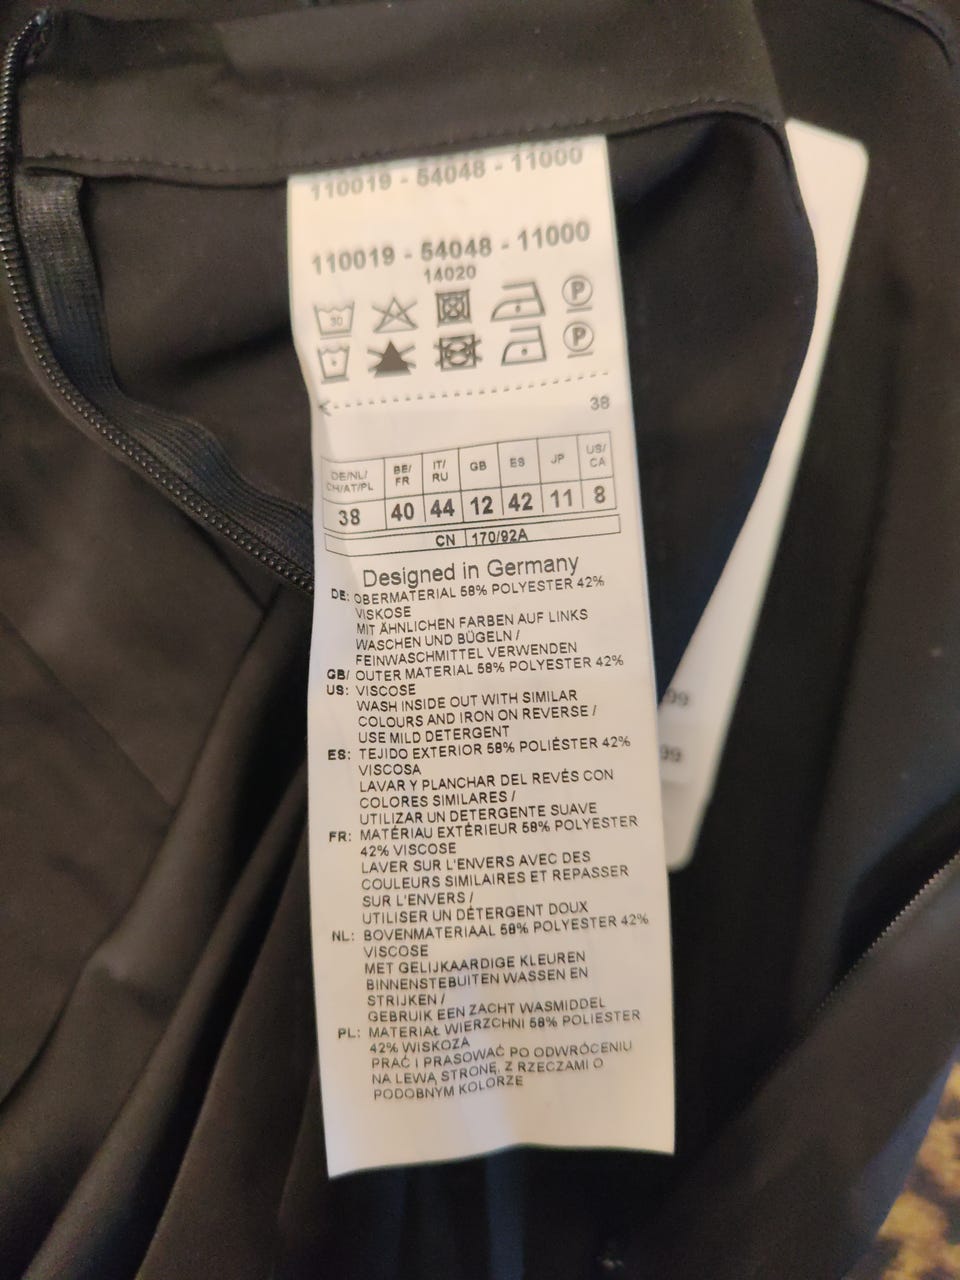 110019 - 54048 - 11000
110019 - 54048 - 11000
14020
30 P
P
38
DE/NL/ CH/AT/PL BE/ FR IT/ RU GB ES JP US/ CA
38 40 44 12 42 11 8
CN 170/92A
Designed in Germany
DE: OBERMATERIAL 58% POLYESTER 42%
VISKOSE
MIT ÄHNLICHEN FARBEN AUF LINKS
WASCHEN UND BÜGELN /
FEINWASCHMITTEL VERWENDEN
GB/ OUTER MATERIAL 58% POLYESTER 42%
US: VISCOSE
WASH INSIDE OUT WITH SIMILAR
COLOURS AND IRON ON REVERSE /
USE MILD DETERGENT
ES: TEJIDO EXTERIOR 58% POLIÉSTER 42%
VISCOSA
LAVAR Y PLANCHAR DEL REVÉS CON
COLORES SIMILARES /
UTILIZAR UN DETERGENTE SUAVE
FR: MATÉRIAU EXTÉRIEUR 58% POLYESTER
42% VISCOSE
LAVER SUR L'ENVERS AVEC DES
COULEURS SIMILAIRES ET REPASSER
SUR L'ENVERS /
UTILISER UN DÉTERGENT DOUX
NL: BOVENMATERIAAL 58% POLYESTER 42%
VISCOSE
MET GELIJKAARDIGE KLEUREN
BINNENSTEBUITEN WASSEN EN
STRIJKEN /
GEBRUIK EEN ZACHT WASMIDDEL
PL: MATERIAŁ WIERZCHNI 58% POLIESTER
42% WISKOZA
PRAĆ I PRASOWAĆ PO ODWRÓCENIU
NA LEWĄ STRONĘ, Z RZECZAMI O
PODOBNYM KOLORZE
99
99